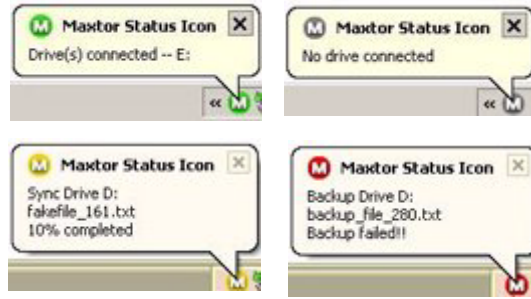 M Maxtor Status Icon X
Drive(s) connected -- E:
« M
M Maxtor Status Icon X
No drive connected
« M
M Maxtor Status Icon X
Sync Drive D:
fakefile_161.txt
10% completed
M
M Maxtor Status Icon X
Backup Drive D:
backup_file_280.txt
Backup failed!!
M